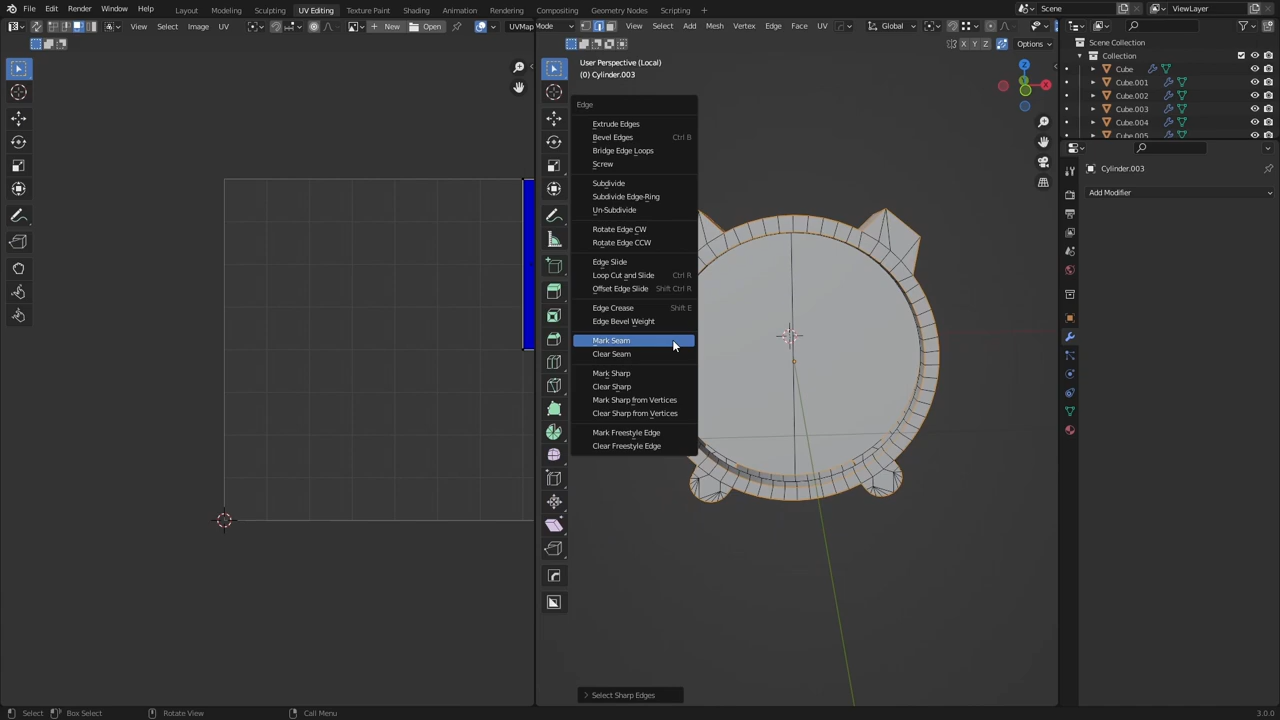 File Edit Render Window Help Layout Modeling Sculpting UV Editing Texture Paint Shading Animation Rendering Compositing Geometry Nodes Scripting + Scene ViewLayer
View Select Image UV New Open UVMap Mode View Select Add Mesh Vertex Edge Face UV Global
X Y Z Options
Scene Collection
Collection
Cube
Cube.001
Cube.002
Cube.003
Cube.004
Cube.005
User Perspective (Local)
(0) Cylinder.003
Z
X
Edge
Extrude Edges
Bevel Edges Ctrl B
Bridge Edge Loops
Screw
Subdivide
Subdivide Edge-Ring
Un-Subdivide
Rotate Edge CW
Rotate Edge CCW
Edge Slide
Loop Cut and Slide Ctrl R
Offset Edge Slide Shift Ctrl R
Edge Crease Shift E
Edge Bevel Weight
Mark Seam
Clear Seam
Mark Sharp
Clear Sharp
Mark Sharp from Vertices
Clear Sharp from Vertices
Mark Freestyle Edge
Clear Freestyle Edge
Cylinder.003
Add Modifier
Select Sharp Edges
Select Box Select Rotate View Call Menu 3.0.0